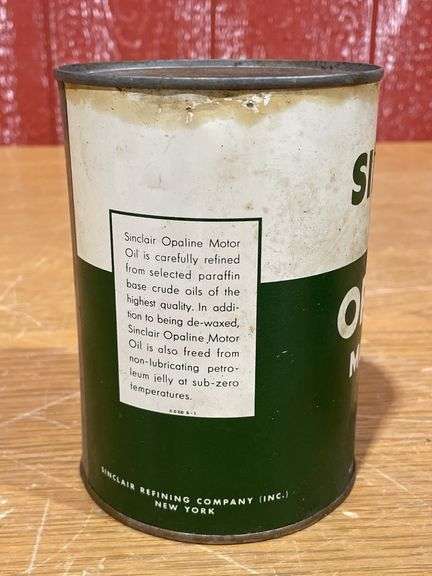 Sinclair Opaline Motor
Oil is carefully refined
from selected paraffin
base crude oils of the
highest quality. In addi-
tion to being de-waxed,
Sinclair Opaline Motor
Oil is also freed from
non-lubricating petro-
leum jelly at sub-zero
temperatures.
SINCLAIR REFINING COMPANY (INC.)
NEW YORK